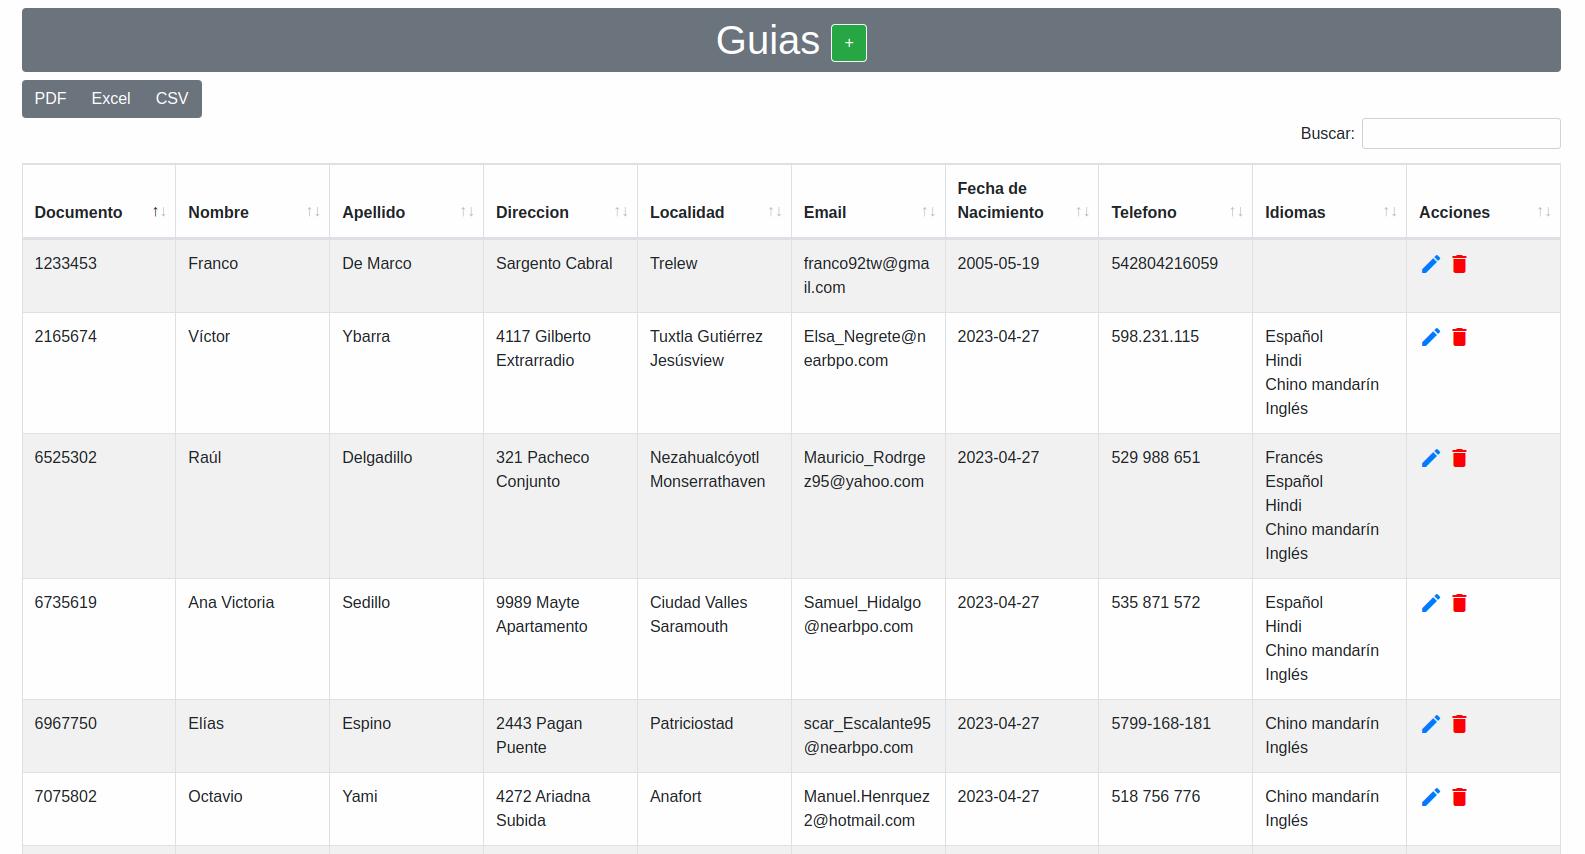 Guias +
PDF Excel CSV
Buscar:
Fecha de
Documento ↑↓ Nombre ↑↓ Apellido ↑↓ Direccion ↑↓ Localidad ↑↓ Email ↑↓ Nacimiento ↑↓ Telefono ↑↓ Idiomas ↑↓ Acciones ↑↓
1233453 Franco De Marco Sargento Cabral Trelew franco92tw@gma 2005-05-19 542804216059
il.com
2165674 Víctor Ybarra 4117 Gilberto Tuxtla Gutiérrez Elsa_Negrete@n 2023-04-27 598.231.115 Español
Extrarradio Jesúsview earbpo.com Hindi
Chino mandarín
Inglés
6525302 Raúl Delgadillo 321 Pacheco Nezahualcóyotl Mauricio_Rodrge 2023-04-27 529 988 651 Francés
Conjunto Monserrathaven z95@yahoo.com Español
Hindi
Chino mandarín
Inglés
6735619 Ana Victoria Sedillo 9989 Mayte Ciudad Valles Samuel_Hidalgo 2023-04-27 535 871 572 Español
Apartamento Saramouth @nearbpo.com Hindi
Chino mandarín
Inglés
6967750 Elías Espino 2443 Pagan Patriciostad scar_Escalante95 2023-04-27 5799-168-181 Chino mandarín
Puente @nearbpo.com Inglés
7075802 Octavio Yami 4272 Ariadna Anafort Manuel.Henrquez 2023-04-27 518 756 776 Chino mandarín
Subida 2@hotmail.com Inglés